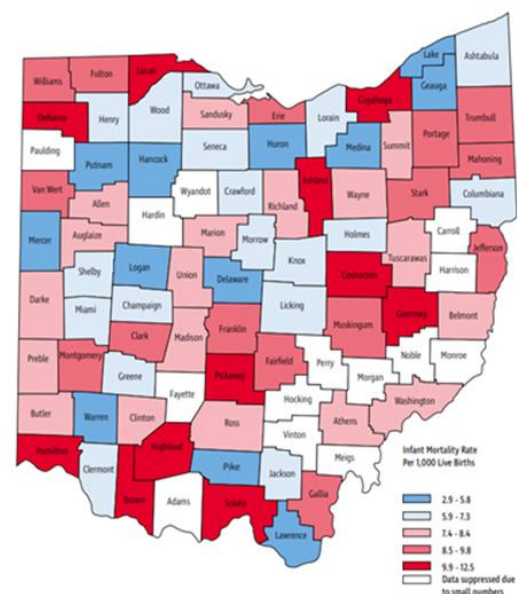 Lake
Ashtabula
Lucas
Williams
Fulton
Ottawa
Geauga
Cuyahoga
Defiance
Henry
Wood
Sandusky
Erie
Lorain
Trumbull
Portage
Paulding
Seneca
Huron
Medina
Summit
Putnam
Hancock
Mahoning
Van Wert
Wyandot
Crawford
Ashland
Wayne
Stark
Allen
Richland
Columbiana
Hardin
Carroll
Mercer
Auglaize
Marion
Morrow
Holmes
Tuscarawas
Jefferson
Logan
Union
Knox
Coshocton
Harrison
Shelby
Delaware
Darke
Champaign
Licking
Guernsey
Belmont
Miami
Muskingum
Clark
Madison
Franklin
Noble
Monroe
Preble
Montgomery
Fairfield
Perry
Morgan
Greene
Fayette
Pickaway
Hocking
Washington
Butler
Warren
Clinton
Ross
Athens
Vinton
Hamilton
Highland
Meigs
Clermont
Pike
Jackson
Brown
Adams
Scioto
Gallia
Lawrence
Infant Mortality Rate
Per 1,000 Live Births
2.9 - 5.8
5.9 - 7.3
7.4 - 8.4
8.5 - 9.8
9.9 - 12.5
Data suppressed due
to small numbers